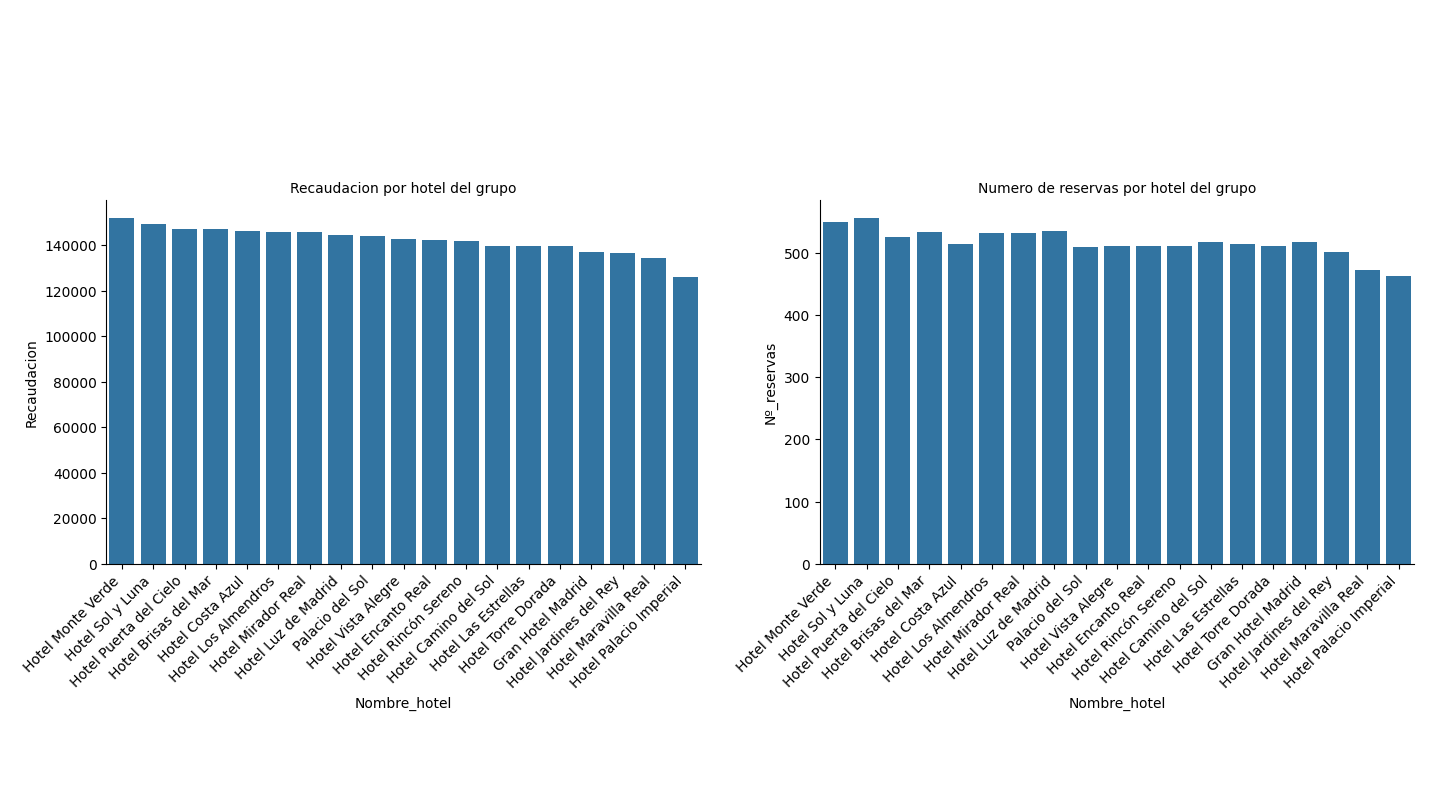 Recaudacion por hotel del grupo
Recaudacion
140000
120000
100000
80000
60000
40000
20000
0
Hotel Monte Verde
Hotel Sol y Luna
Hotel Puerta del Cielo
Hotel Brisas del Mar
Hotel Costa Azul
Hotel Los Almendros
Hotel Mirador Real
Hotel Luz de Madrid
Palacio del Sol
Hotel Vista Alegre
Hotel Encanto Real
Hotel Rincón Sereno
Hotel Camino del Sol
Hotel Las Estrellas
Hotel Torre Dorada
Gran Hotel Madrid
Hotel Jardines del Rey
Hotel Maravilla Real
Hotel Palacio Imperial
Nombre_hotel
Numero de reservas por hotel del grupo
Nº_reservas
500
400
300
200
100
0
Hotel Monte Verde
Hotel Sol y Luna
Hotel Puerta del Cielo
Hotel Brisas del Mar
Hotel Costa Azul
Hotel Los Almendros
Hotel Mirador Real
Hotel Luz de Madrid
Palacio del Sol
Hotel Vista Alegre
Hotel Encanto Real
Hotel Rincón Sereno
Hotel Camino del Sol
Hotel Las Estrellas
Hotel Torre Dorada
Gran Hotel Madrid
Hotel Jardines del Rey
Hotel Maravilla Real
Hotel Palacio Imperial
Nombre_hotel